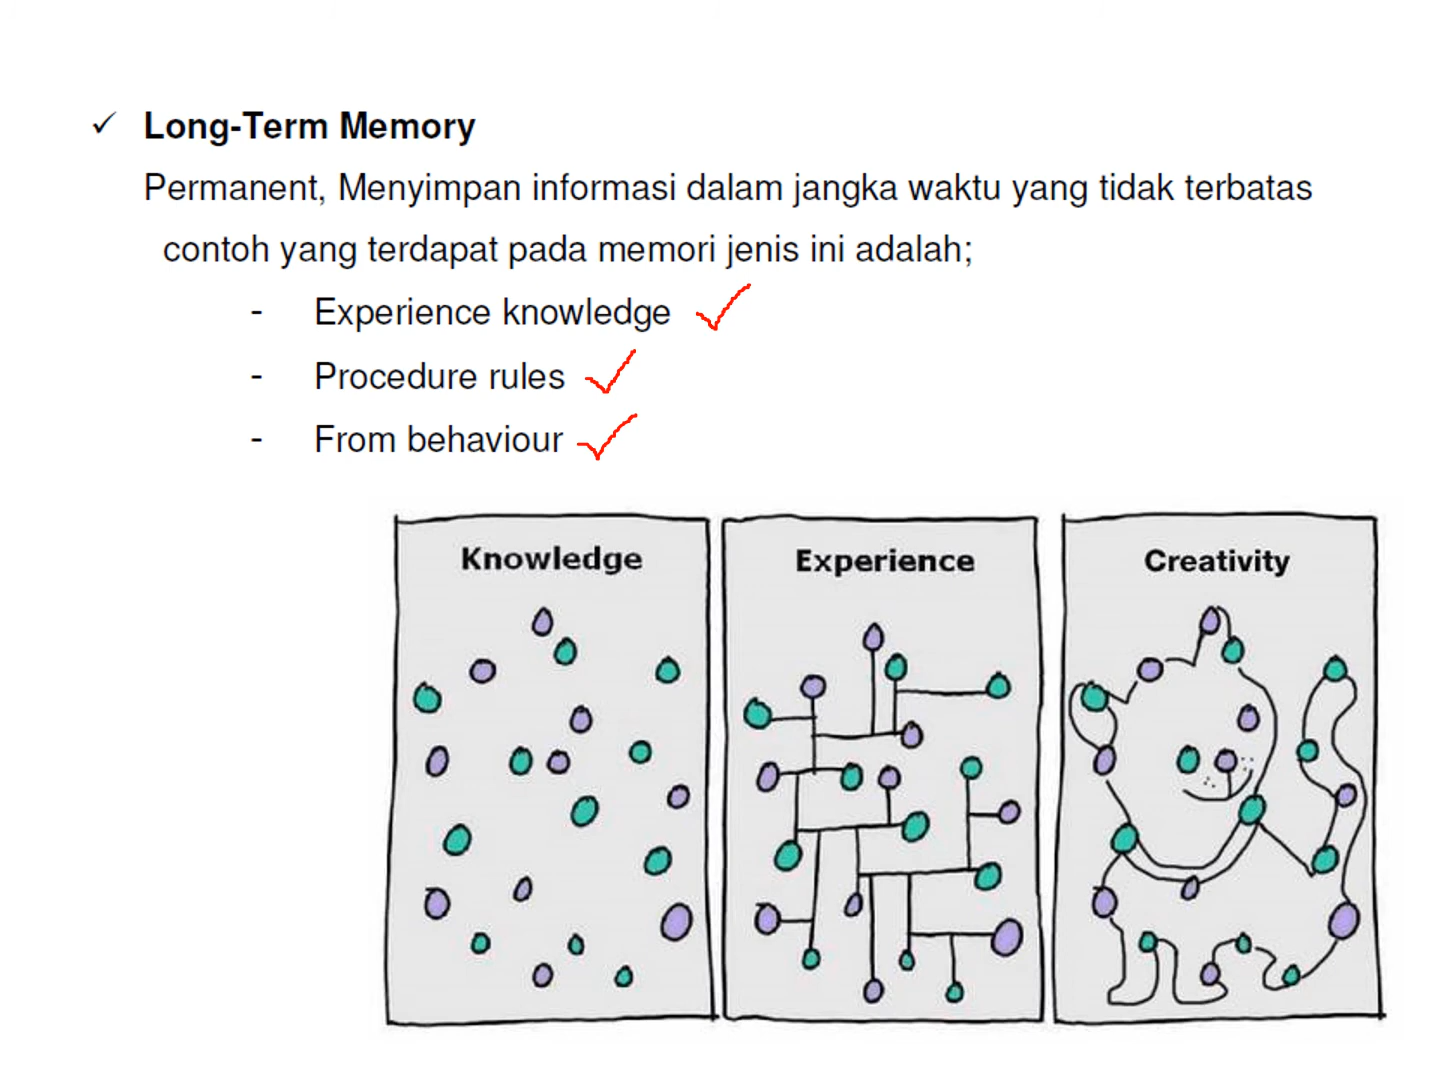 ✓ Long-Term Memory
Permanent, Menyimpan informasi dalam jangka waktu yang tidak terbatas
contoh yang terdapat pada memori jenis ini adalah;
- Experience knowledge
- Procedure rules
- From behaviour
Knowledge
Experience
Creativity